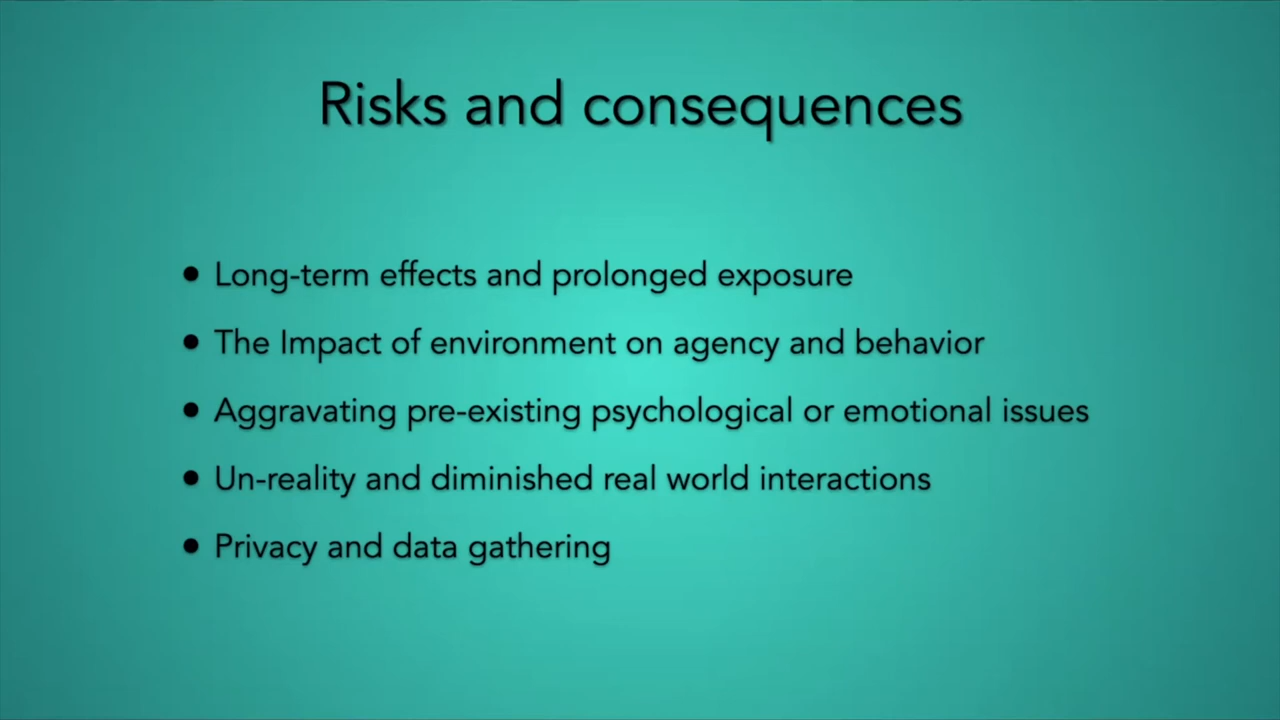 Risks and consequences
• Long-term effects and prolonged exposure
• The Impact of environment on agency and behavior
• Aggravating pre-existing psychological or emotional issues
• Un-reality and diminished real world interactions
• Privacy and data gathering